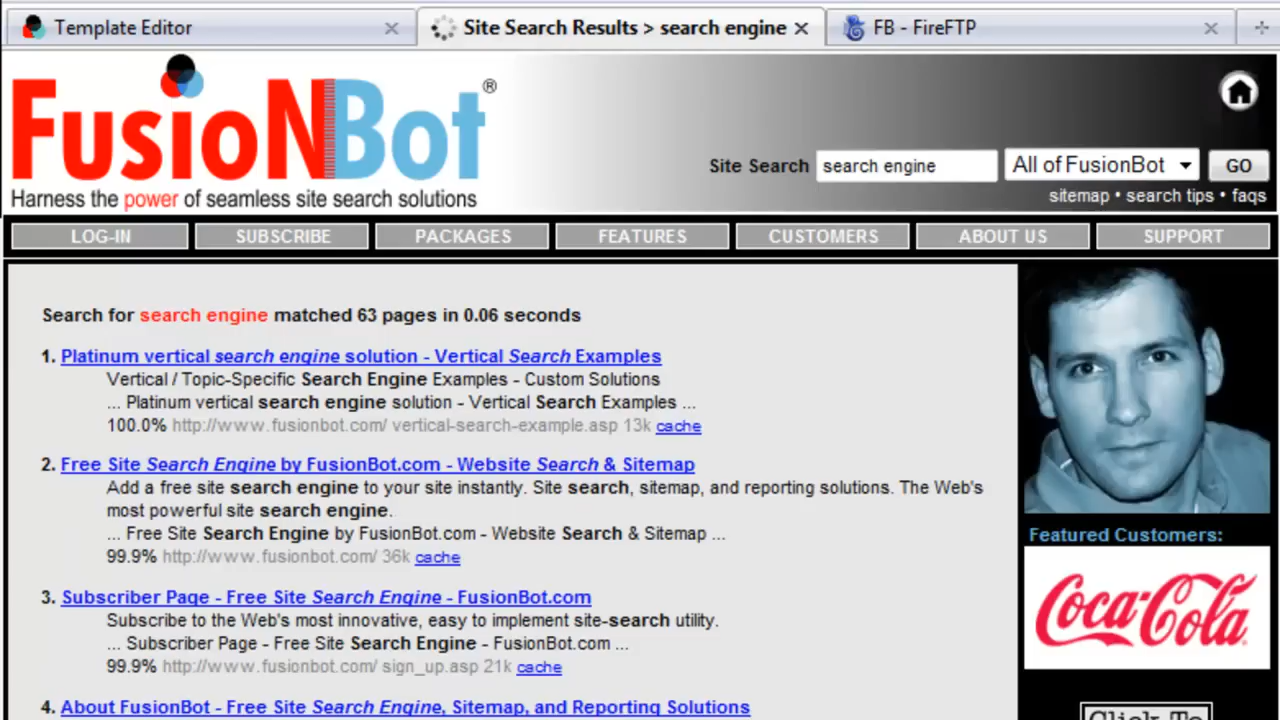 Template Editor
Site Search Results > search engine
FB - FireFTP
FusionBot®
Harness the power of seamless site search solutions
Site Search search engine All of FusionBot GO
sitemap • search tips • faqs
LOG-IN SUBSCRIBE PACKAGES FEATURES CUSTOMERS ABOUT US SUPPORT
Search for search engine matched 63 pages in 0.06 seconds
1. Platinum vertical search engine solution - Vertical Search Examples
Vertical / Topic-Specific Search Engine Examples - Custom Solutions
... Platinum vertical search engine solution - Vertical Search Examples ...
100.0% http://www.fusionbot.com/ vertical-search-example.asp 13k cache
2. Free Site Search Engine by FusionBot.com - Website Search & Sitemap
Add a free site search engine to your site instantly. Site search, sitemap, and reporting solutions. The Web's
most powerful site search engine.
... Free Site Search Engine by FusionBot.com - Website Search & Sitemap ...
99.9% http://www.fusionbot.com/ 36k cache
3. Subscriber Page - Free Site Search Engine - FusionBot.com
Subscribe to the Web's most innovative, easy to implement site-search utility.
... Subscriber Page - Free Site Search Engine - FusionBot.com ...
99.9% http://www.fusionbot.com/ sign_up.asp 21k cache
4. About FusionBot - Free Site Search Engine, Sitemap, and Reporting Solutions
Featured Customers:
Coca-Cola
Click To